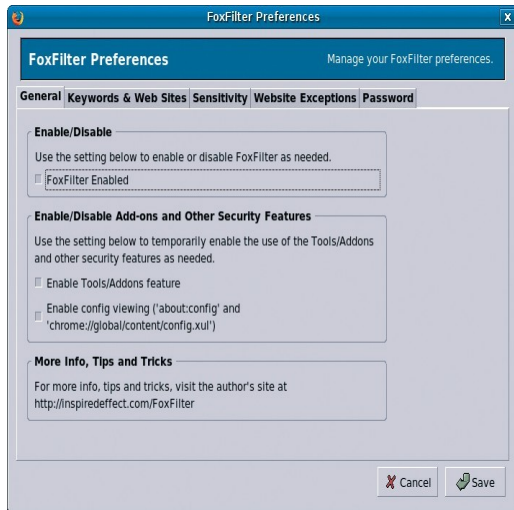 FoxFilter Preferences
X
FoxFilter Preferences
Manage your FoxFilter preferences.
General Keywords & Web Sites Sensitivity Website Exceptions Password
Enable/Disable
Use the setting below to enable or disable FoxFilter as needed.
FoxFilter Enabled
Enable/Disable Add-ons and Other Security Features
Use the setting below to temporarily enable the use of the Tools/Addons
and other security features as needed.
Enable Tools/Addons feature
Enable config viewing ('about:config' and
'chrome://global/content/config.xul')
More Info, Tips and Tricks
For more info, tips and tricks, visit the author's site at
http://inspiredeffect.com/FoxFilter
Cancel
Save